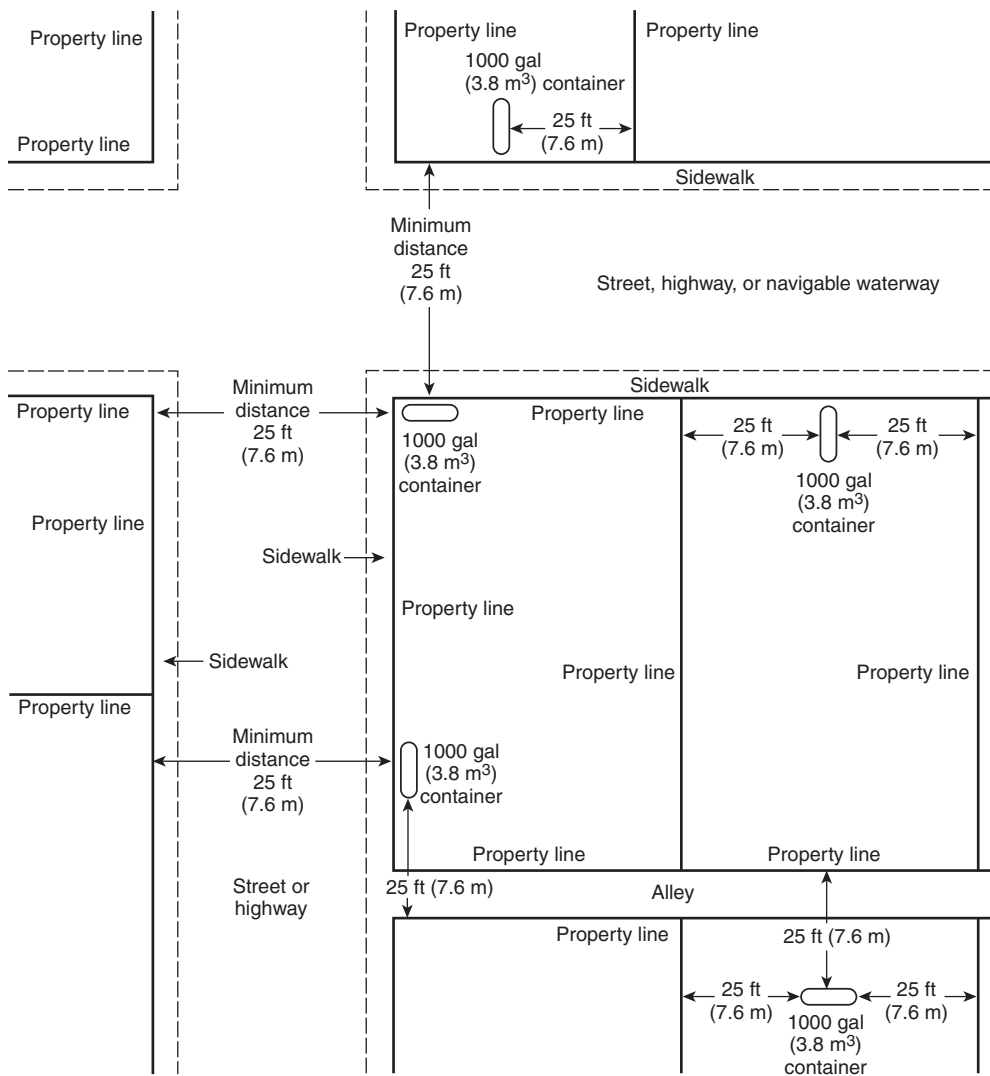 Property line
Property line
Property line
Property line
1000 gal
(3.8 m³) container
25 ft
(7.6 m)
Sidewalk
Minimum
distance
25 ft
(7.6 m)
Street, highway, or navigable waterway
Property line
Minimum
distance
25 ft
(7.6 m)
Sidewalk
Property line
1000 gal
(3.8 m³)
container
25 ft
(7.6 m)
25 ft
(7.6 m)
1000 gal
(3.8 m³)
container
Property line
Sidewalk
Property line
Sidewalk
Property line
Property line
Property line
Minimum
distance
25 ft
(7.6 m)
1000 gal
(3.8 m³)
container
Property line
Property line
Street or
highway
25 ft (7.6 m)
Alley
Property line
25 ft (7.6 m)
25 ft
(7.6 m)
25 ft
(7.6 m)
1000 gal
(3.8 m³)
container